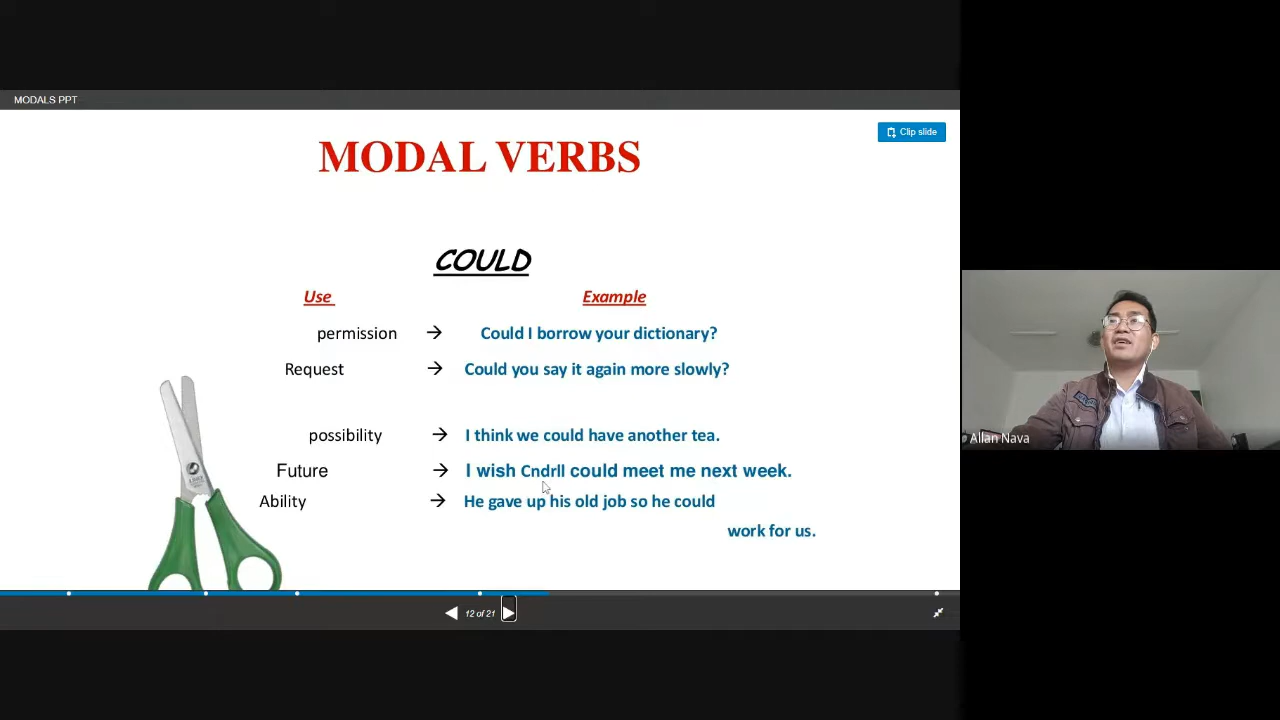 MODALS PPT
Clip slide
MODAL VERBS
COULD
Use Example
permission → Could I borrow your dictionary?
Request → Could you say it again more slowly?
possibility → I think we could have another tea.
Future → I wish Cndrll could meet me next week.
Ability → He gave up his old job so he could
work for us.
12 of 21
Allan Nava